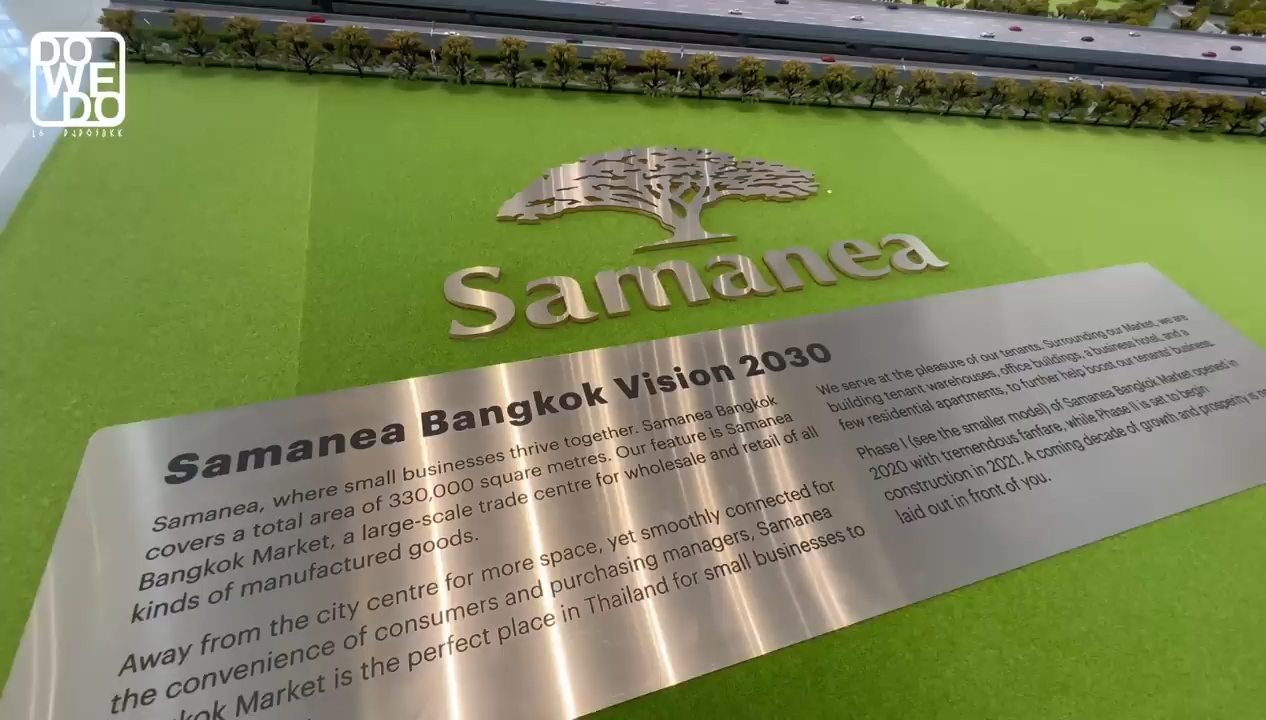 DO
WE
DO
Samanea
Samanea Bangkok Vision 2030
Samanea, where small businesses thrive together. Samanea Bangkok
covers a total area of 330,000 square metres. Our feature is Samanea
Bangkok Market, a large-scale trade centre for wholesale and retail of all
kinds of manufactured goods.
Away from the city centre for more space, yet smoothly connected for
the convenience of consumers and purchasing managers, Samanea
kok Market is the perfect place in Thailand for small businesses to
We serve at the pleasure of our tenants. Surrounding our Market, we are
building tenant warehouses, office buildings, a business hotel, and a
few residential apartments, to further help boost our tenants' business.
Phase I (see the smaller model) of Samanea Bangkok Market opened in
2020 with tremendous fanfare, while Phase II is set to begin
construction in 2021. A coming decade of growth and prosperity is
laid out in front of you.